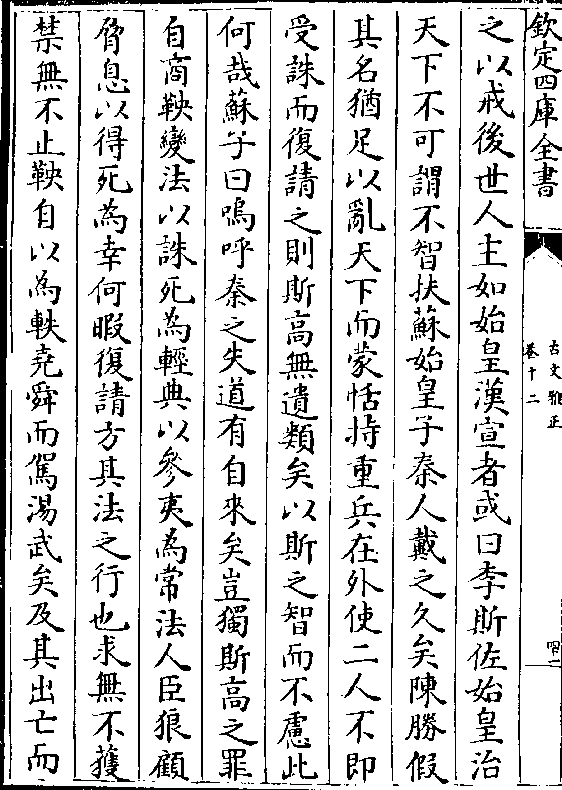 欽定四庫全書
古文雅正
卷十二
四一
之以戒後世人主如始皇漢宣者或曰李斯佐始皇治
天下不可謂不智扶蘇始皇子秦人戴之久矣陳勝假
其名猶足以亂天下而蒙恬持重兵在外使二人不即
受誅而復請之則斯高無遺類矣以斯之智而不慮此
何哉蘇子曰嗚呼秦之失道有自來矣豈獨斯高之罪
自商鞅變法以誅死為輕典以參夷為常法人臣狼顧
脅息以得死為幸何暇復請方其法之行也求無不獲
禁無不止鞅自以為軼堯舜而駕湯武矣及其出亡而